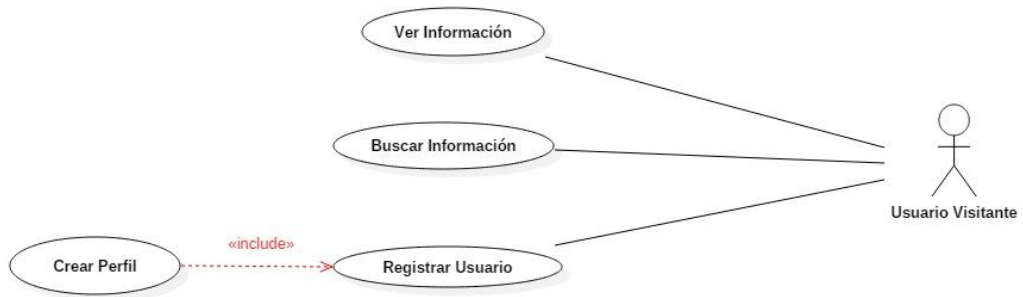 Ver Información
Buscar Información
Usuario Visitante
«include»
Crear Perfil
Registrar Usuario